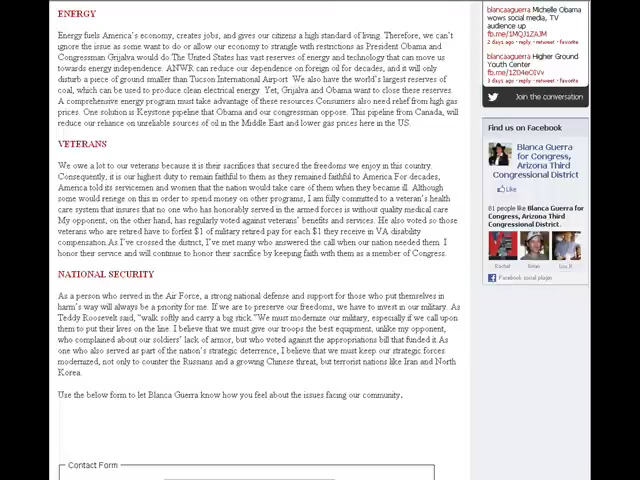 ENERGY
Energy fuels America's economy, creates jobs, and gives our citizens a high standard of living. Therefore, we can't
ignore the issue as some want to do or allow our economy to strangle with restrictions as President Obama and
Congressman Grijalva would do.The United States has vast reserves of energy and technology that can move us
towards energy independence. ANWR can reduce our dependence on foreign oil for decades, and it will only
disturb a piece of ground smaller than Tucson International Airport. We also have the world's largest reserves of
coal, which can be used to produce clean electrical energy. Yet, Grijalva and Obama want to close these reserves.
A comprehensive energy program must take advantage of these resources.Consumers also need relief from high gas
prices. One solution is Keystone pipeline that Obama and our congressman oppose. This pipeline from Canada, will
reduce our reliance on unreliable sources of oil in the Middle East and lower gas prices here in the US.
VETERANS
We owe a lot to our veterans because it is their sacrifices that secured the freedoms we enjoy in this country.
Consequently, it is our highest duty to remain faithful to them as they remained faithful to America.For decades,
America told its servicemen and women that the nation would take care of them when they became ill. Although
some would renege on this in order to spend money on other programs, I am fully committed to a veteran's health
care system that insures that no one who has honorably served in the armed forces is without quality medical care.
My opponent, on the other hand, has regularly voted against veterans' benefits and services. He also voted so those
veterans who are retired have to forfeit $1 of military retired pay for each $1 they receive in VA disability
compensation.As I've crossed the district, I've met many who answered the call when our nation needed them. I
honor their service and will continue to honor their sacrifice by keeping faith with them as a member of Congress.
NATIONAL SECURITY
As a person who served in the Air Force, a strong national defense and support for those who put themselves in
harm's way will always be a priority for me. If we are to preserve our freedoms, we have to invest in our military. As
Teddy Roosevelt said, "walk softly and carry a big stick."We must modernize our military, especially if we call upon
them to put their lives on the line. I believe that we must give our troops the best equipment, unlike my opponent,
who complained about our soldiers' lack of armor, but who voted against the appropriations bill that funded it.As
one who also served as part of the nation's strategic deterrence, I believe that we must keep our strategic forces
modernized, not only to counter the Russians and a growing Chinese threat, but terrorist nations like Iran and North
Korea.
Use the below form to let Blanca Guerra know how you feel about the issues facing our community.
Contact Form
blancaaguerra Michelle Obama
wows social media, TV
audience up
fb.me/1MQJ1ZAJM
2 days ago · reply · retweet · favorite
blancaaguerra Higher Ground
Youth Center
fb.me/1ZD4eCIVv
3 days ago · reply · retweet · favorite
Join the conversation
Find us on Facebook
Blanca Guerra
for Congress,
Arizona Third
Congressional District
Like
81 people like Blanca Guerra for
Congress, Arizona Third
Congressional District.
Rachel
Brian
Lou R
Facebook social plugin